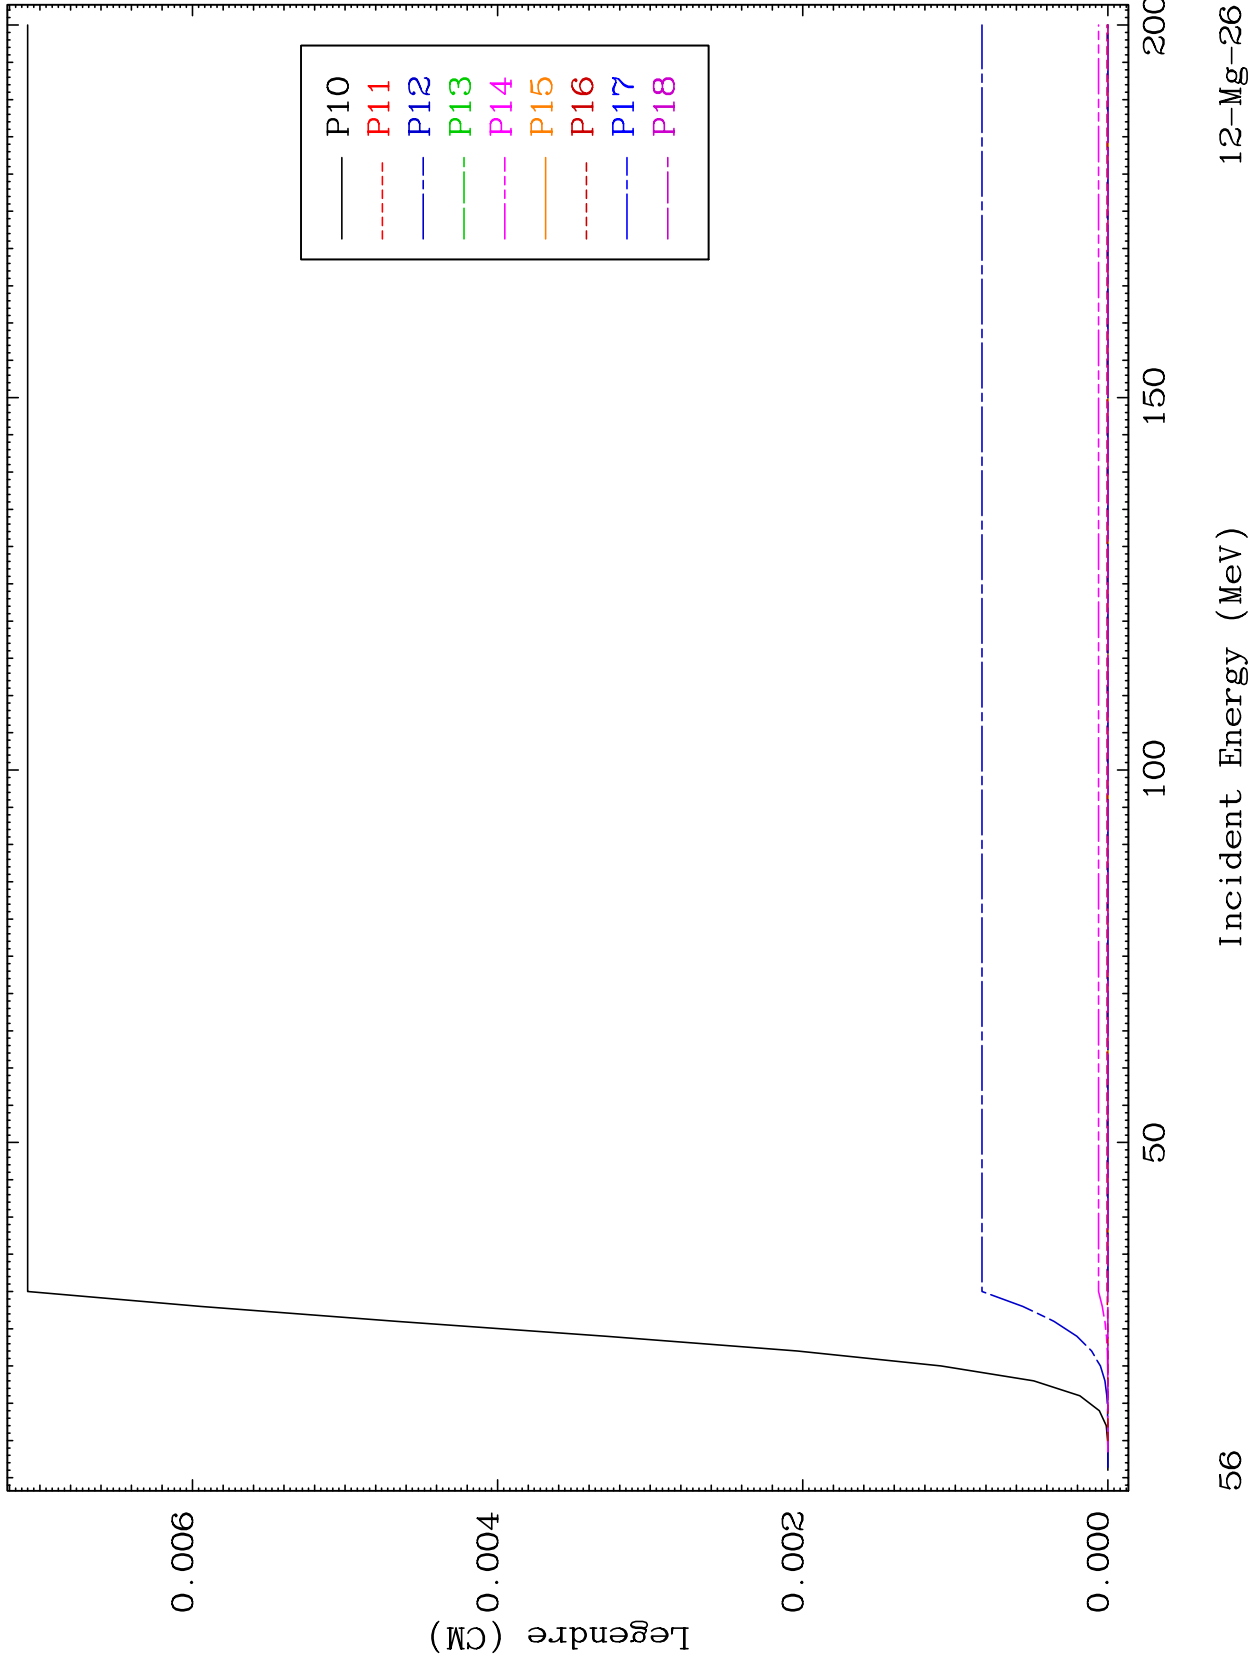 P10
P11
P12
P13
P14
P15
P16
P17
P18
0.006
0.004
0.002
0.000
Legendre (CM)
50
100
150
200
Incident Energy (MeV)
56
12-Mg-26